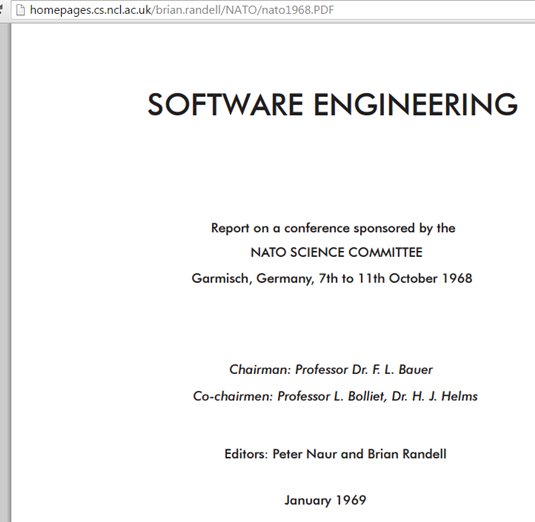 homepages.cs.ncl.ac.uk/brian.randell/NATO/nato1968.PDF
SOFTWARE ENGINEERING
Report on a conference sponsored by the
NATO SCIENCE COMMITTEE
Garmisch, Germany, 7th to 11th October 1968
Chairman: Professor Dr. F. L. Bauer
Co-chairmen: Professor L. Bolliet, Dr. H. J. Helms
Editors: Peter Naur and Brian Randell
January 1969